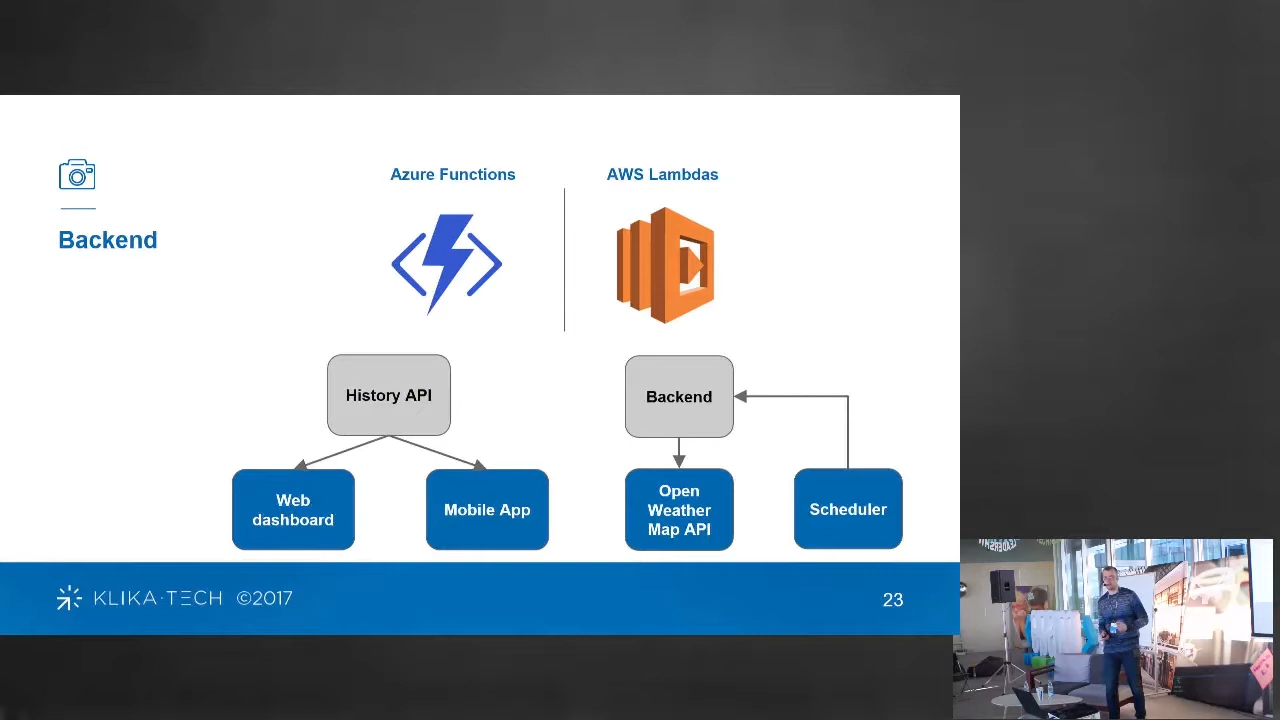 Backend
Azure Functions
AWS Lambdas
History API
Backend
Web
dashboard
Mobile App
Open
Weather
Map API
Scheduler
KLIKA·TECH ©2017
23